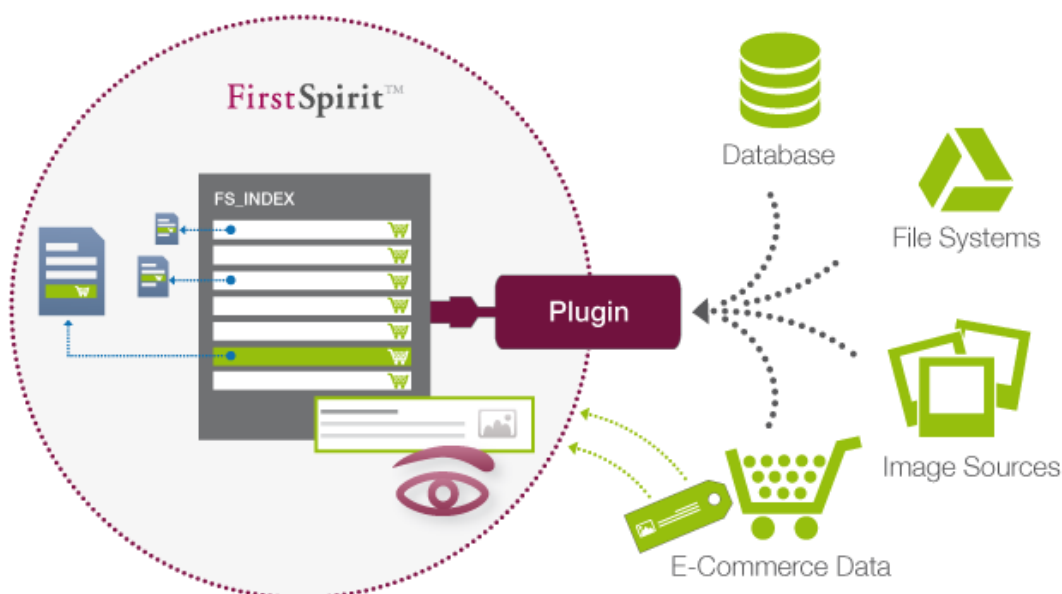 FirstSpirit™
FS_INDEX
Plugin
Database
File Systems
Image Sources
E-Commerce Data